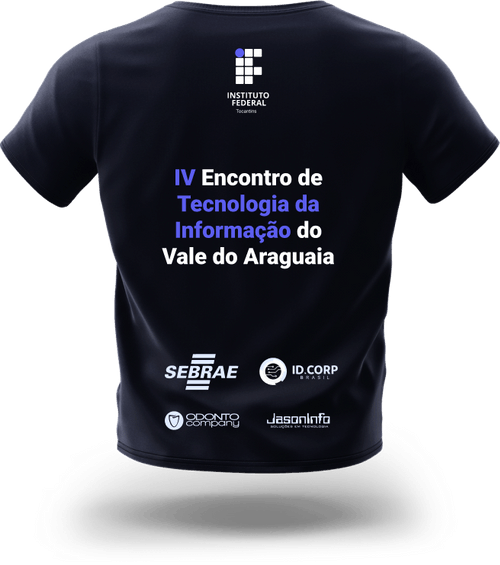 INSTITUTO
FEDERAL
Tocantins
IV Encontro de
Tecnologia da
Informação do
Vale do Araguaia
SEBRAE
ID.CORP
BRASIL
ODONTO
company
JasonInfo
SOLUÇÕES EM TECNOLOGIA